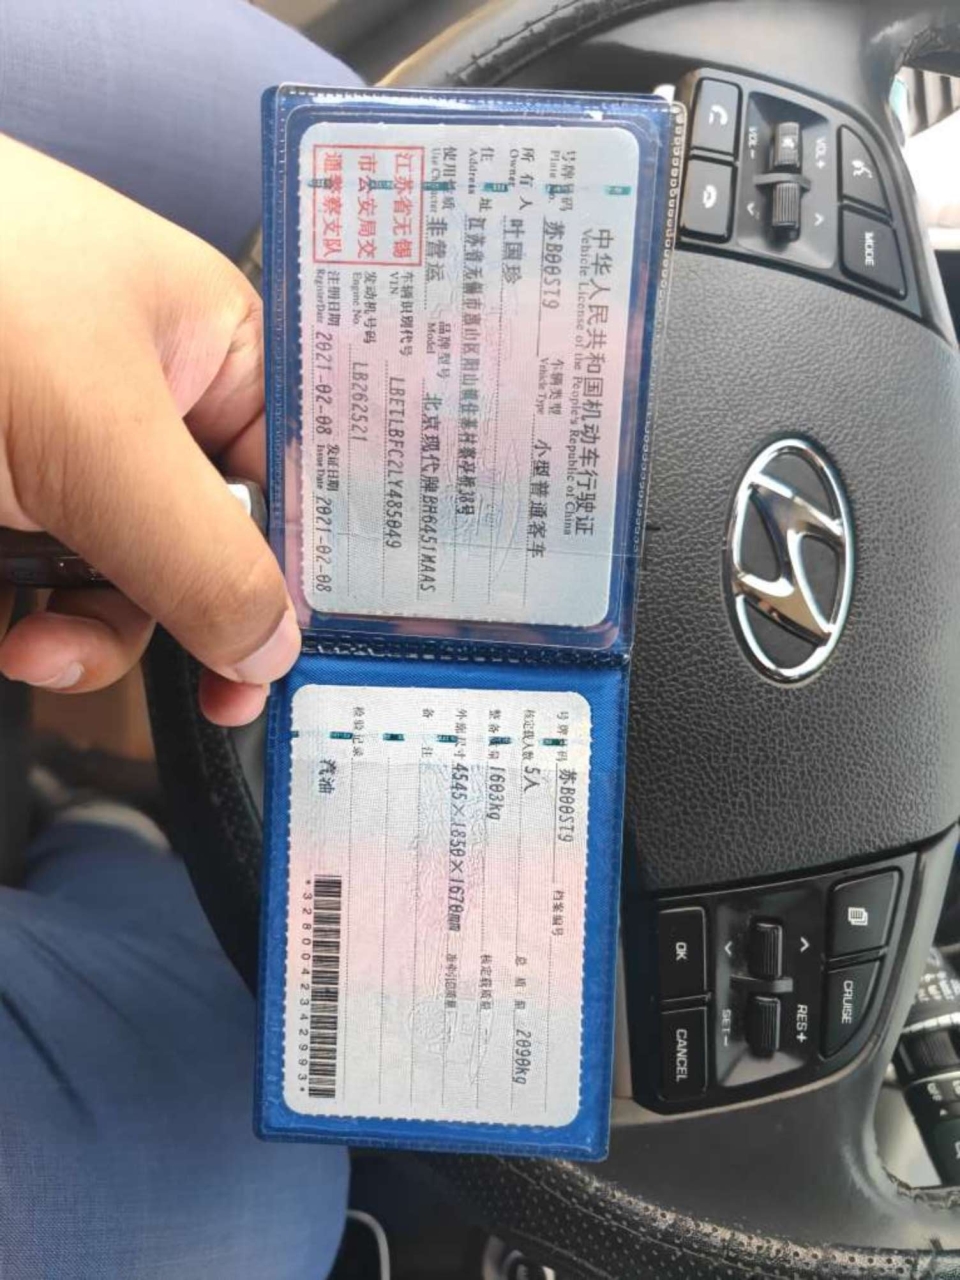 中华人民共和国机动车行驶证
Vehicle License of the People's Republic of China
号牌号码 苏B00ST9 车辆类型 小型普通客车
Plate No. Vehicle Type
所有人 叶国珍
Owner
住址 江苏省无锡市惠山区阳山镇住基村寨亭桥38号
Address
使用性质 非营运 品牌型号 北京现代牌BH6451MAAS
Use Character Model
江苏省无锡
市公安局交
通警察支队
车辆识别代号 LBETLBFC2LY485049
VIN
发动机号码 LB262521
Engine No.
注册日期 2021-02-08 发证日期 2021-02-08
Register Date Issue Date
号牌号码 苏B00ST9 档案编号
核定载人数 5人 总质量 2090kg
整备质量 1603kg 核定载质量 --
外廓尺寸 4545×1850×1670mm 准牵引总质量 --
备注
检验记录
汽油
*3280042342993*
VOL -
VOL +
MODE
OK
CANCEL
SET -
RES +
CRUISE
OFF